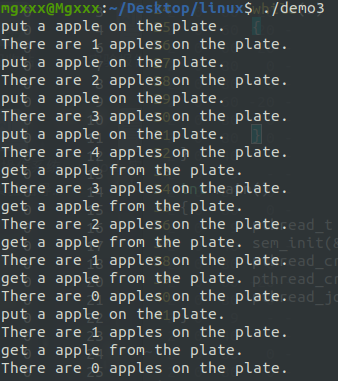 mgxxx@Mgxxx:~/Desktop/linux$ ./demo3
put a apple on the plate.
There are 1 apples on the plate.
put a apple on the plate.
There are 2 apples on the plate.
put a apple on the plate.
There are 3 apples on the plate.
put a apple on the plate.
There are 4 apples on the plate.
get a apple from the plate.
There are 3 apples on the plate.
get a apple from the plate.
There are 2 apples on the plate.
get a apple from the plate.
There are 1 apples on the plate.
get a apple from the plate.
There are 0 apples on the plate.
put a apple on the plate.
There are 1 apples on the plate.
get a apple from the plate.
There are 0 apples on the plate.